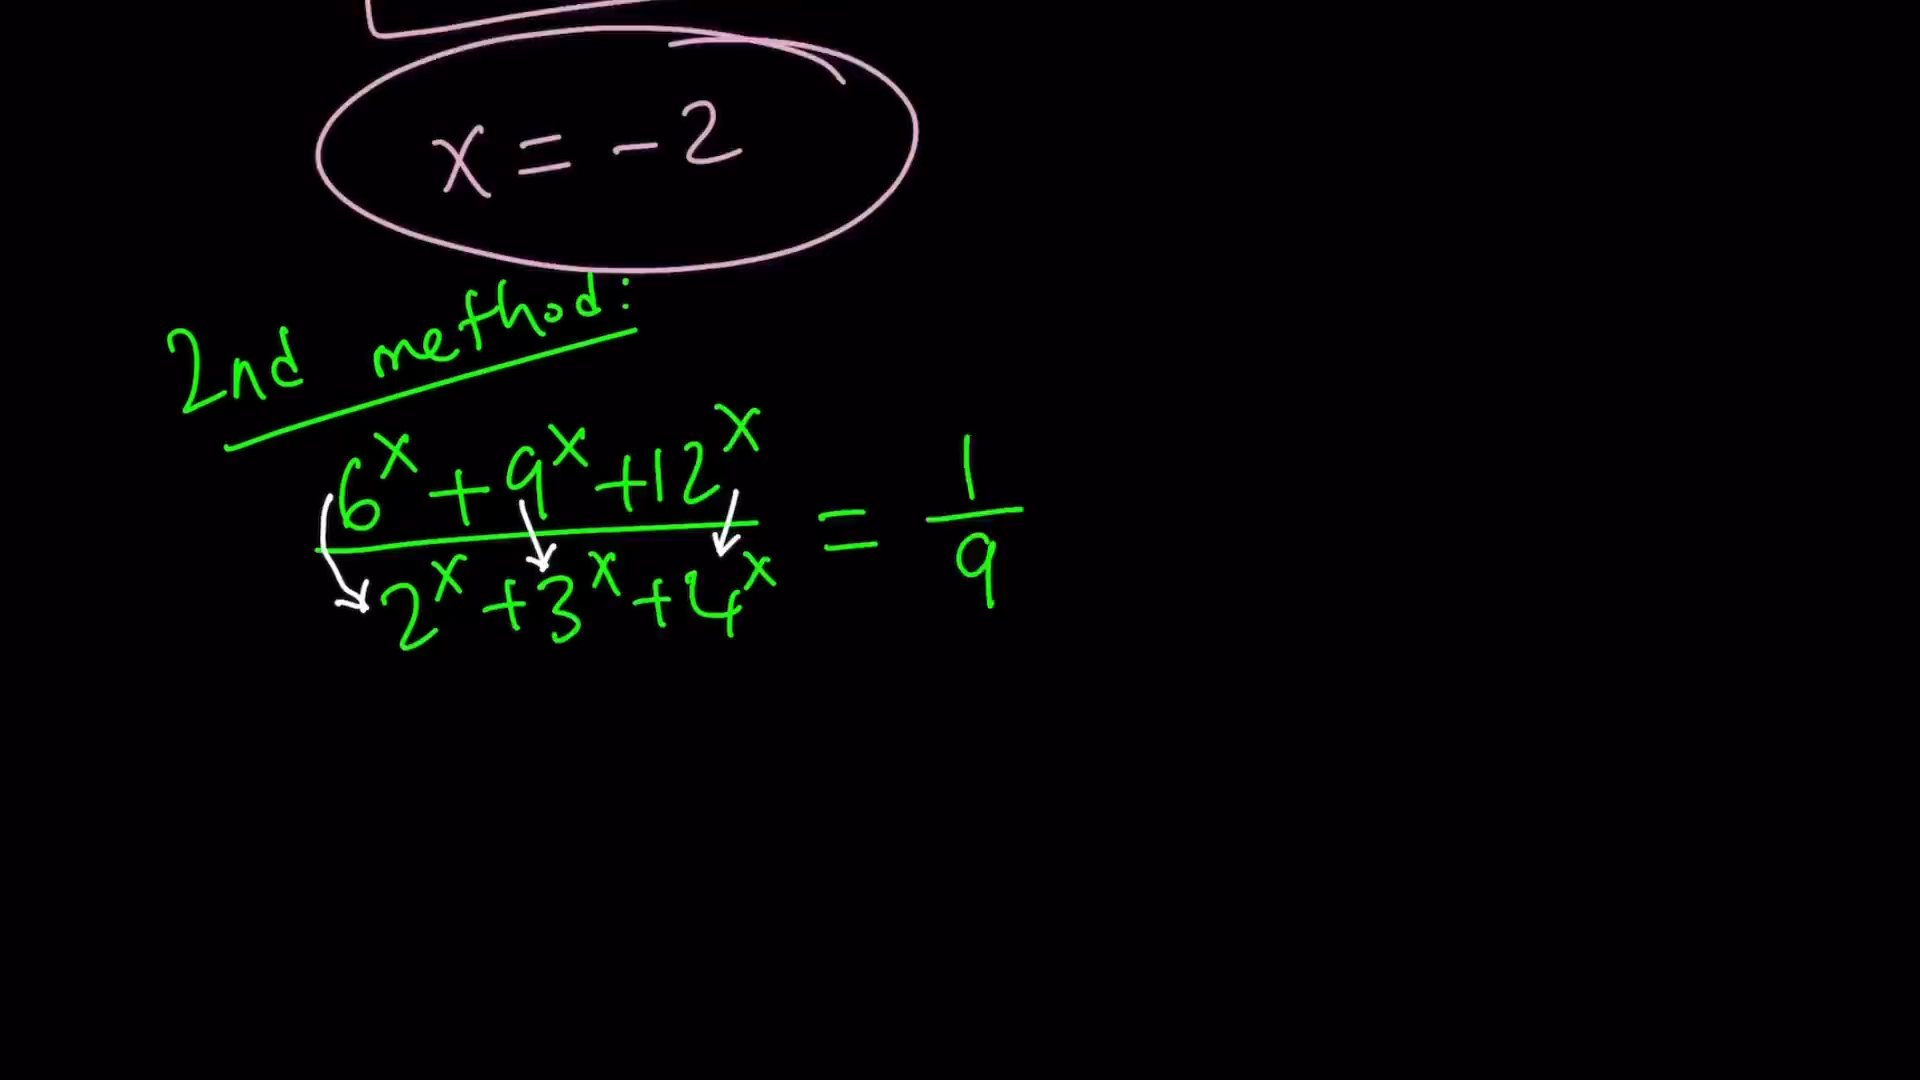 x = -2
2nd method:
6^x + 9^x + 12^x / 2^x + 3^x + 4^x = 1/9